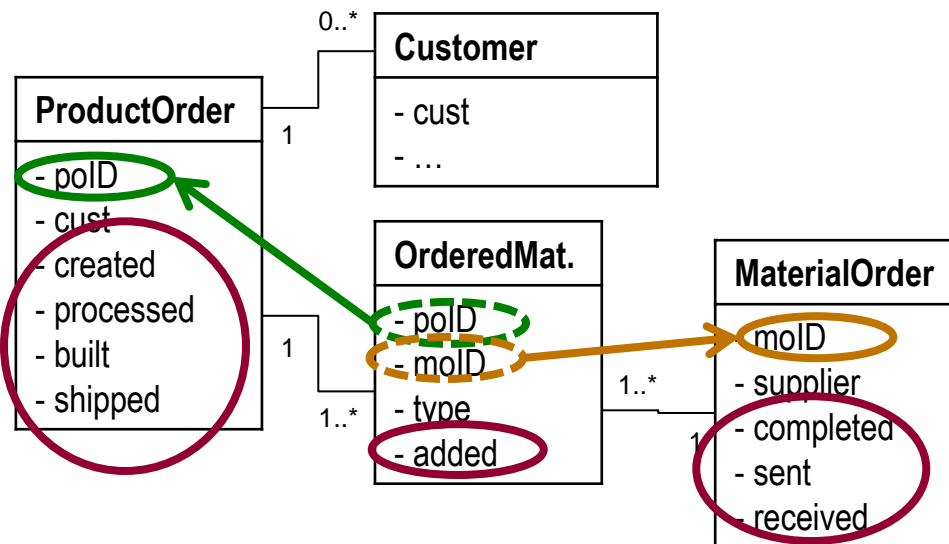 0..*
Customer
- cust
- …
ProductOrder
1
- poID
- cust
- created
- processed
- built
- shipped
1
1..*
OrderedMat.
- poID
- moID
- type
- added
1..*
1
MaterialOrder
- moID
- supplier
- completed
- sent
- received